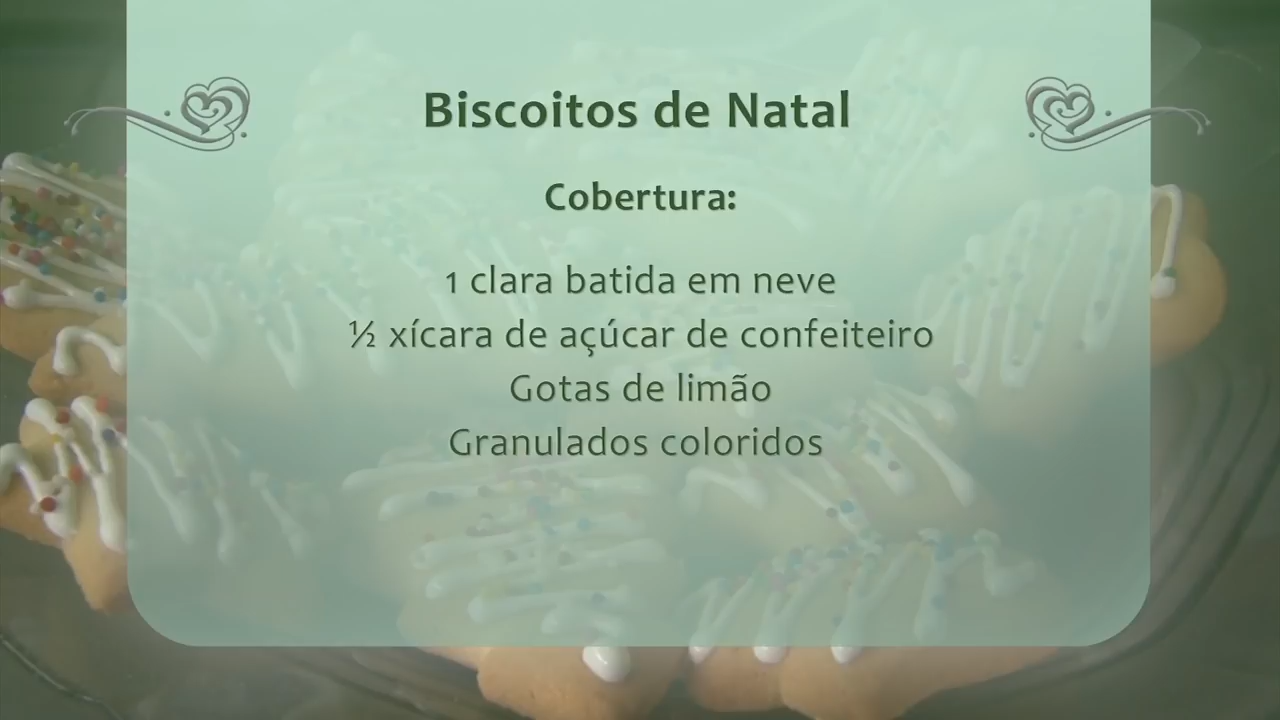 Biscoitos de Natal
Cobertura:
1 clara batida em neve
½ xícara de açúcar de confeiteiro
Gotas de limão
Granulados coloridos